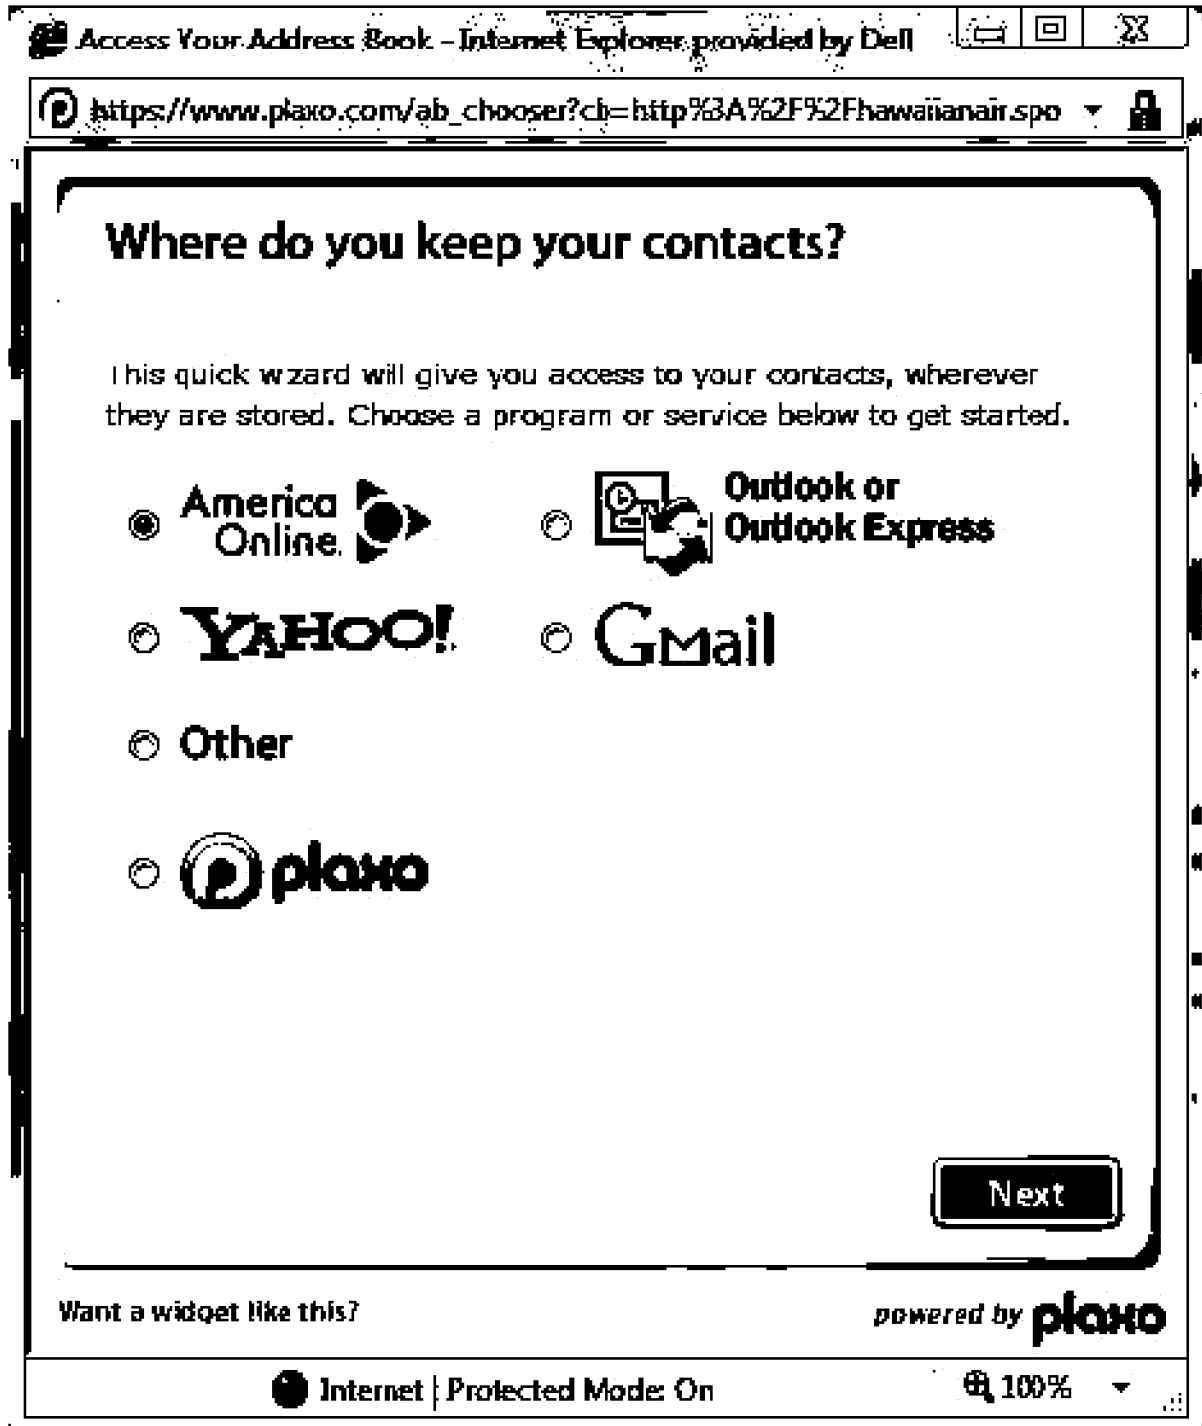 Access Your Address Book - Internet Explorer provided by Dell
https://www.plaxo.com/ab_chooser?cb=http%3A%2F%2Fhawaiianair.spo
Where do you keep your contacts?
This quick wizard will give you access to your contacts, wherever
they are stored. Choose a program or service below to get started.
America
Online.
Outlook or
Outlook Express
YAHOO!
GMail
Other
plaxo
Next
Want a widget like this?
powered by plaxo
Internet | Protected Mode: On
100%